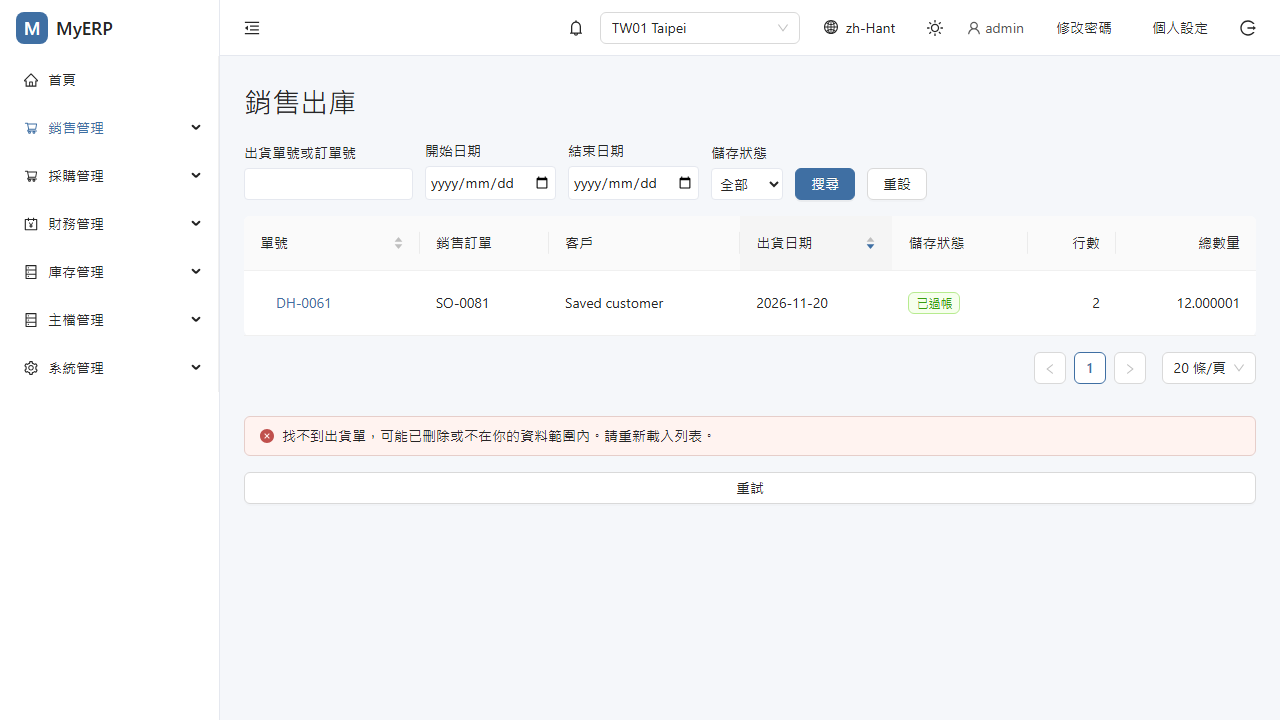 M MyERP
TW01 Taipei
zh-Hant
admin
修改密碼
個人設定
首頁
銷售管理
採購管理
財務管理
庫存管理
主檔管理
系統管理
銷售出庫
出貨單號或訂單號
開始日期
結束日期
儲存狀態
yyyy/mm/dd
yyyy/mm/dd
全部
搜尋
重設
單號 銷售訂單 客戶 出貨日期 儲存狀態 行數 總數量
DH-0061 SO-0081 Saved customer 2026-11-20 已過帳 2 12.000001
1
20 條/頁
找不到出貨單，可能已刪除或不在你的資料範圍內。請重新載入列表。
重試